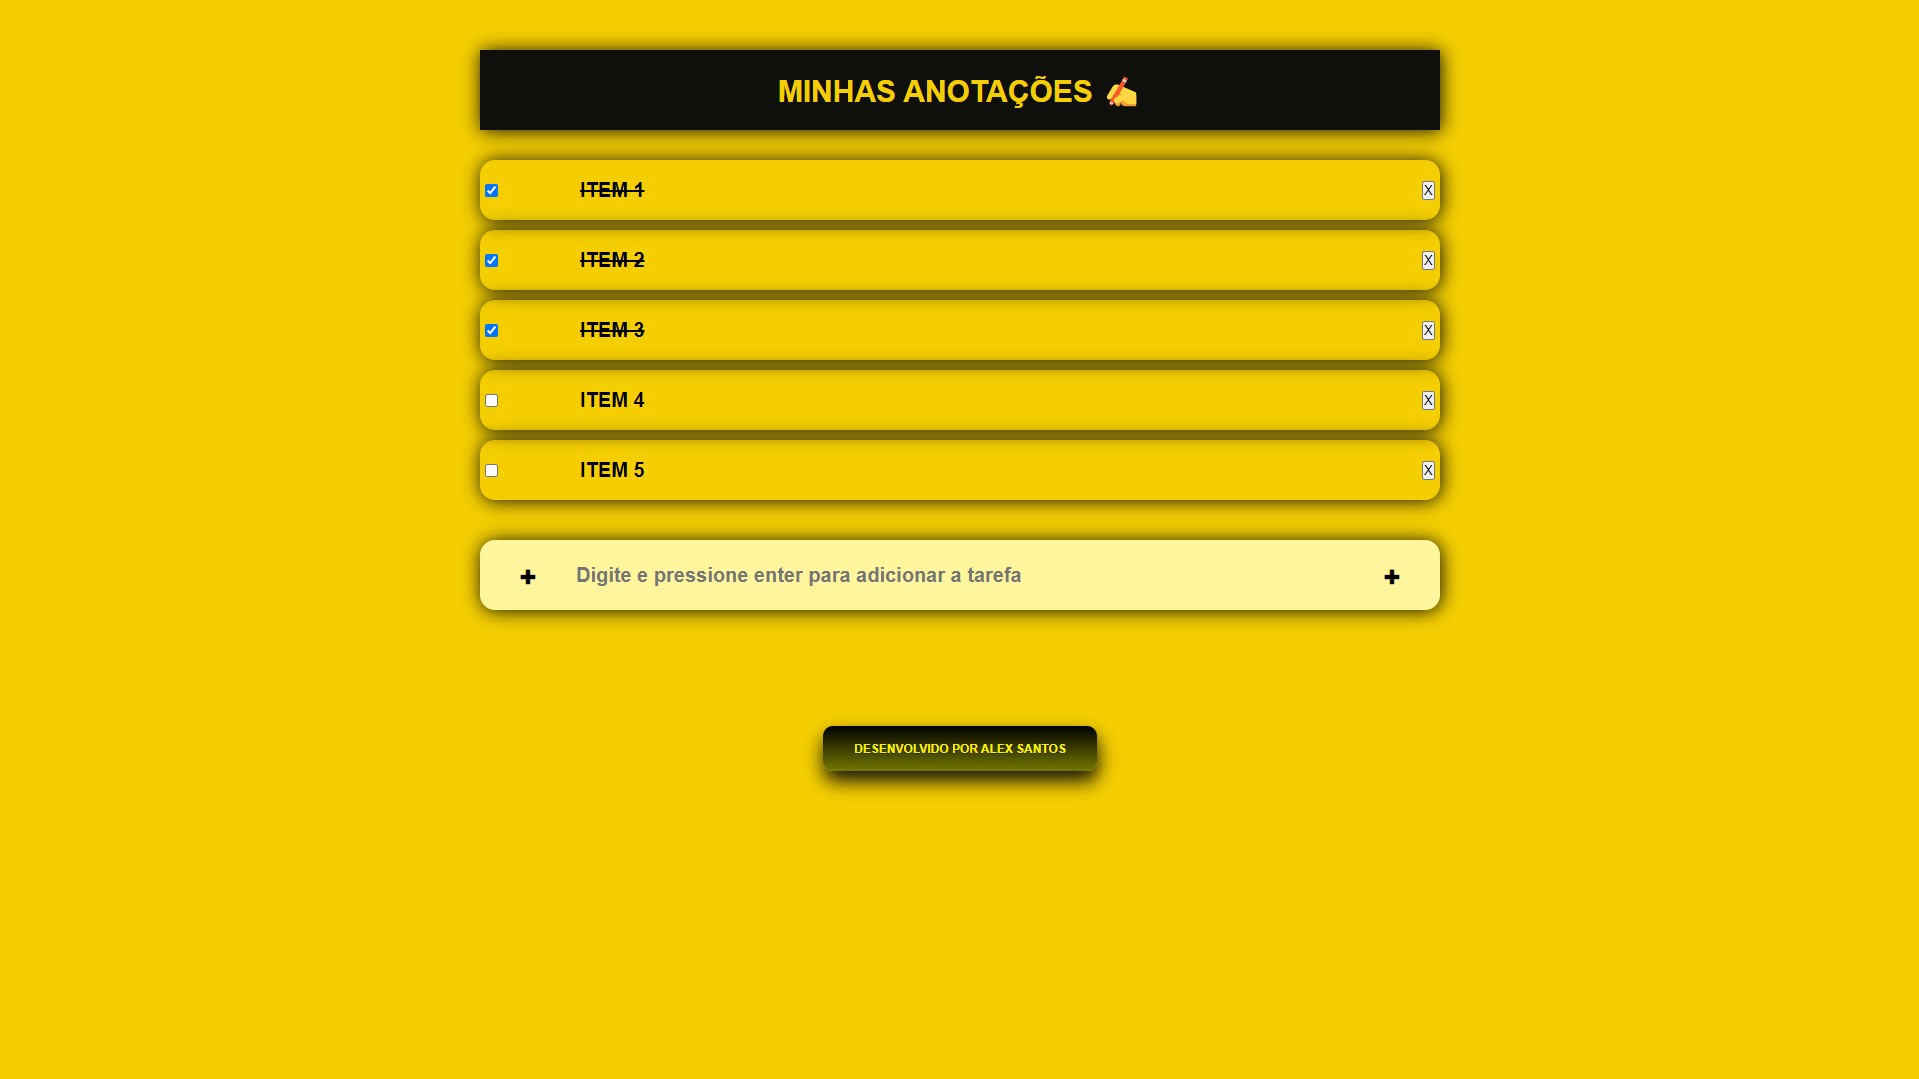 MINHAS ANOTAÇÕES ✍️
ITEM 1 X
ITEM 2 X
ITEM 3 X
ITEM 4 X
ITEM 5 X
+ Digite e pressione enter para adicionar a tarefa +
DESENVOLVIDO POR ALEX SANTOS